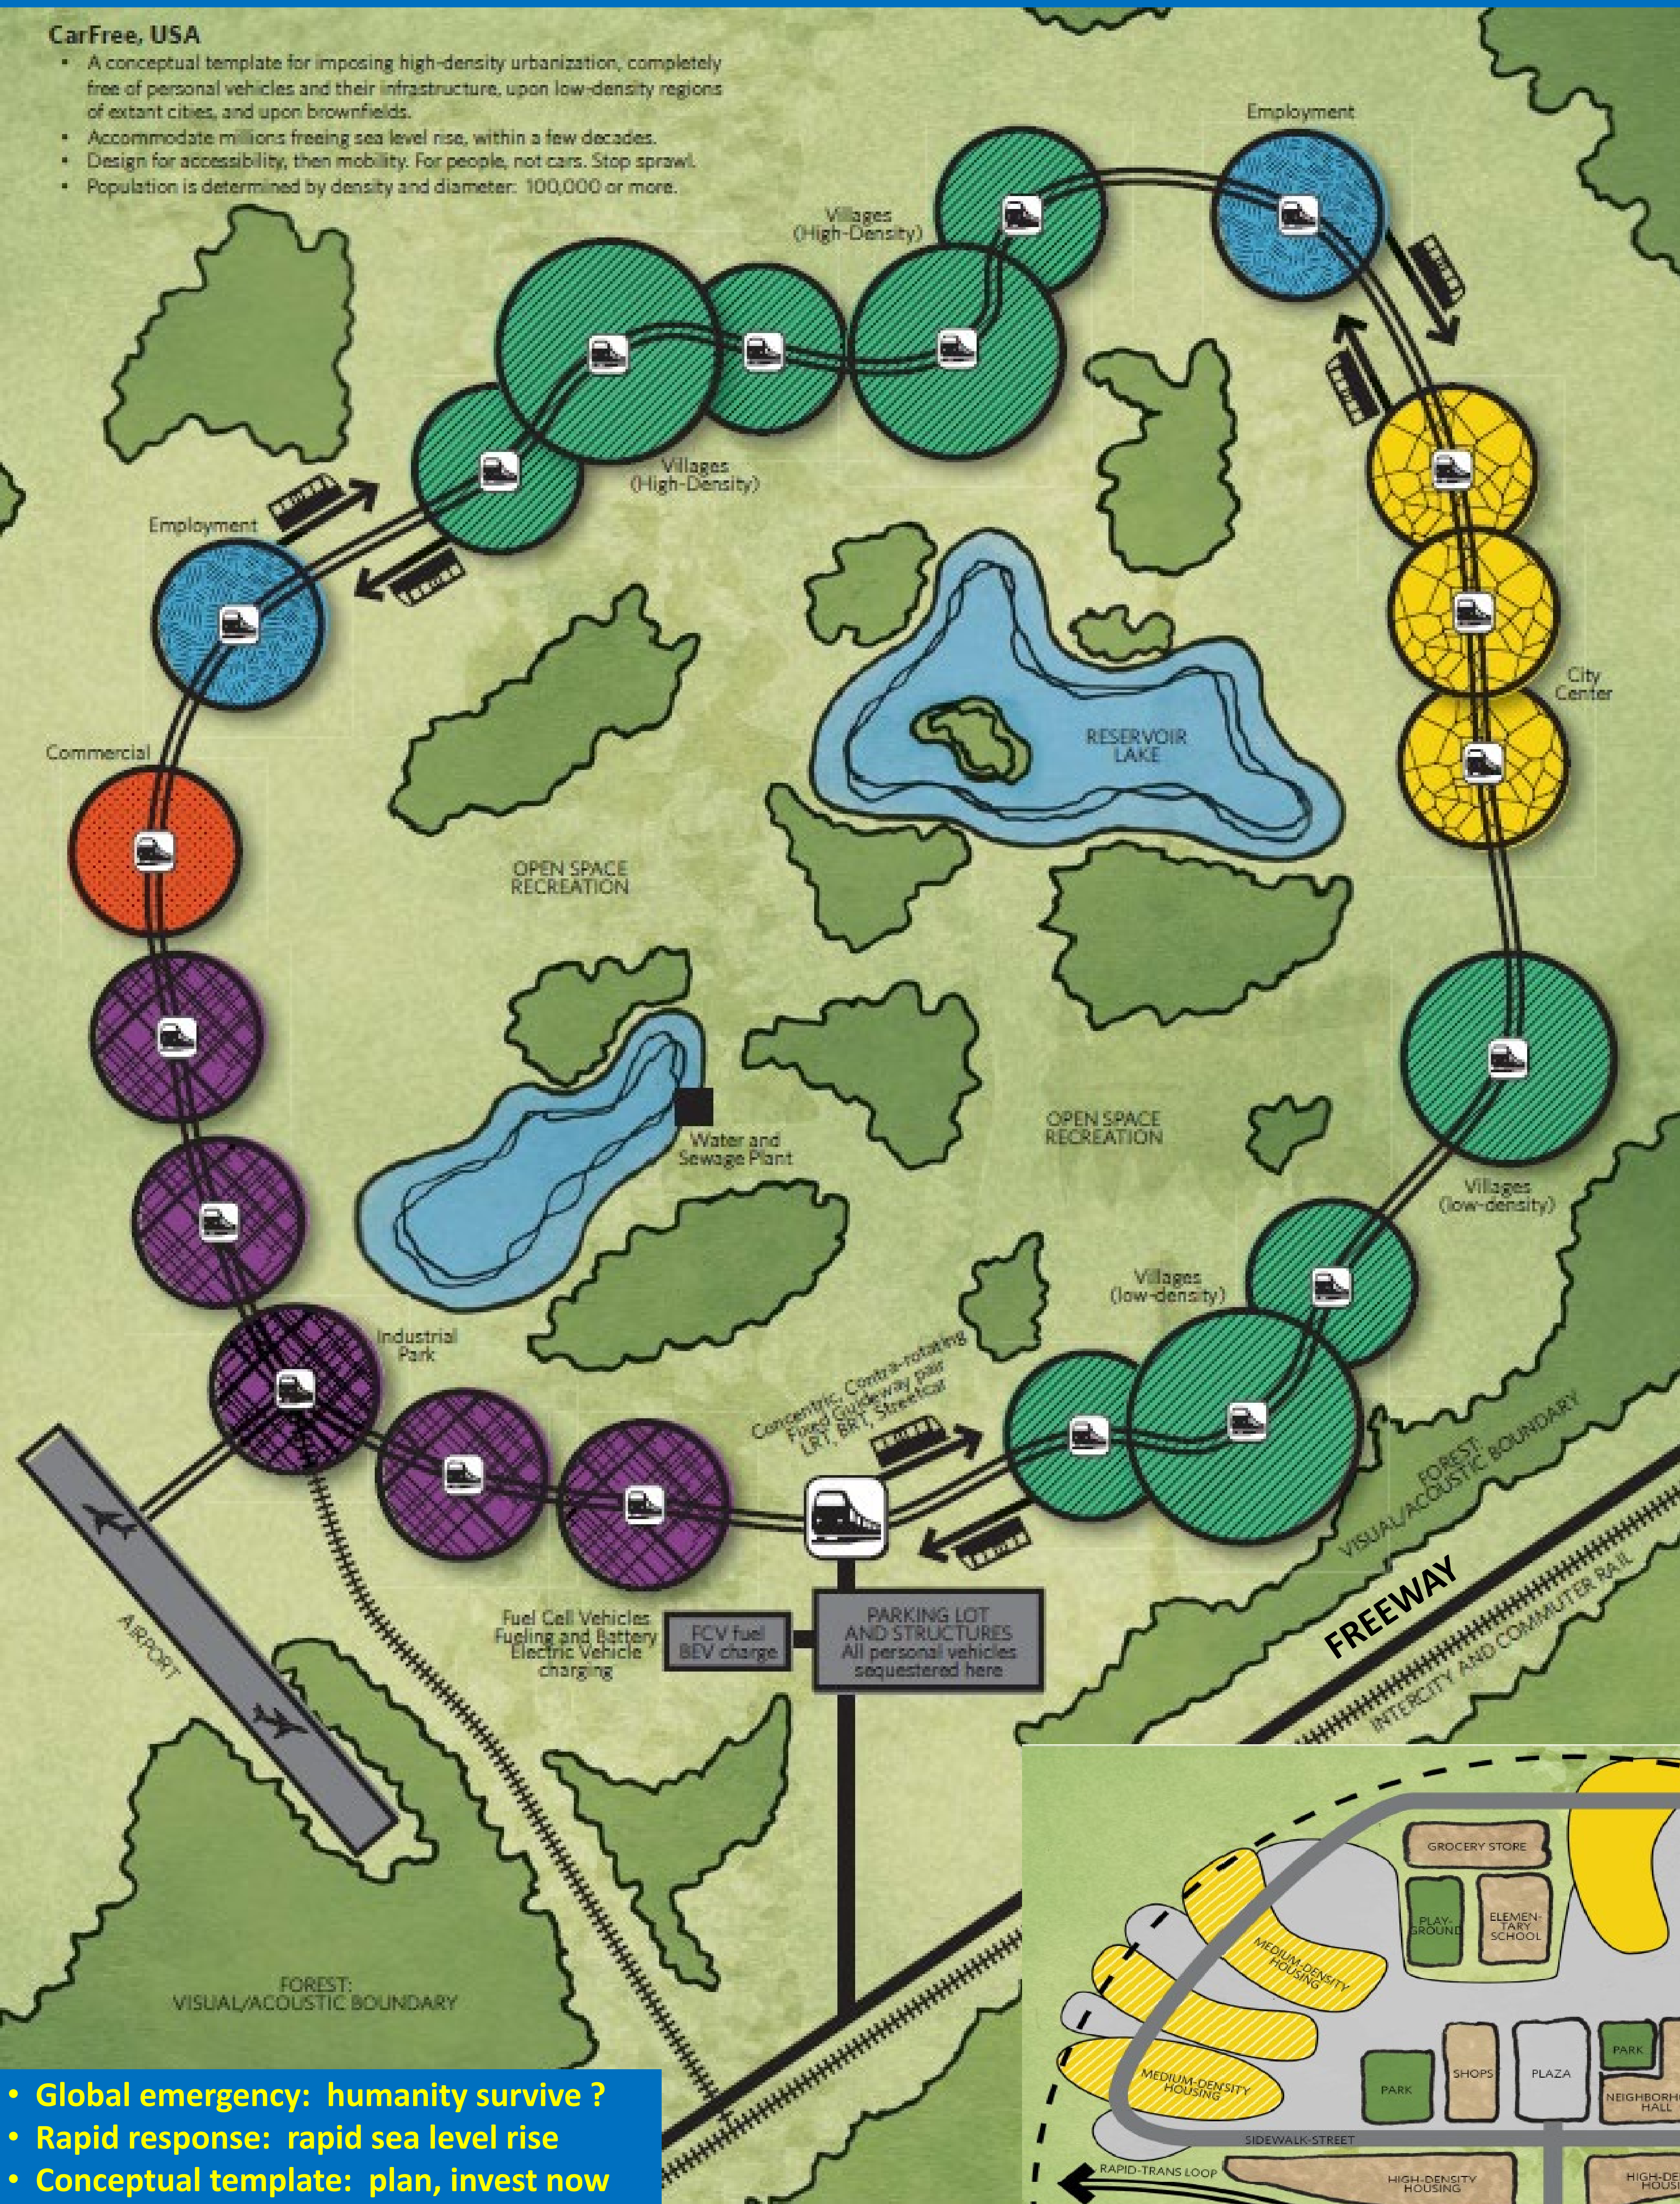 CarFree, USA
• A conceptual template for imposing high-density urbanization, completely
free of personal vehicles and their infrastructure, upon low-density regions
of extant cities, and upon brownfields.
• Accommodate millions freeing sea level rise, within a few decades.
• Design for accessibility, then mobility. For people, not cars. Stop sprawl.
• Population is determined by density and diameter: 100,000 or more.
Employment
Villages
(High-Density)
Villages
(High-Density)
Employment
City
Center
RESERVOIR
LAKE
Commercial
OPEN SPACE
RECREATION
OPEN SPACE
RECREATION
Water and
Sewage Plant
Villages
(low-density)
Villages
(low-density)
Industrial
Park
Concentric, Contra-rotating
Fixed Guideway pair
LRT, BRT, Streetcar
FOREST:
VISUAL/ACOUSTIC BOUNDARY
FREEWAY
INTERCITY AND COMMUTER RAIL
AIRPORT
Fuel Cell Vehicles
Fueling and Battery
Electric Vehicle
charging
FCV fuel
BEV charge
PARKING LOT
AND STRUCTURES
All personal vehicles
sequestered here
FOREST:
VISUAL/ACOUSTIC BOUNDARY
GROCERY STORE
PLAY-
GROUND
ELEMEN-
TARY
SCHOOL
MEDIUM-DENSITY
HOUSING
MEDIUM-DENSITY
HOUSING
PARK
SHOPS
PLAZA
PARK
NEIGHBORHO
HALL
SIDEWALK-STREET
RAPID-TRANS LOOP
HIGH-DENSITY
HOUSING
HIGH-DE
HOUSI
• Global emergency: humanity survive ?
• Rapid response: rapid sea level rise
• Conceptual template: plan, invest now